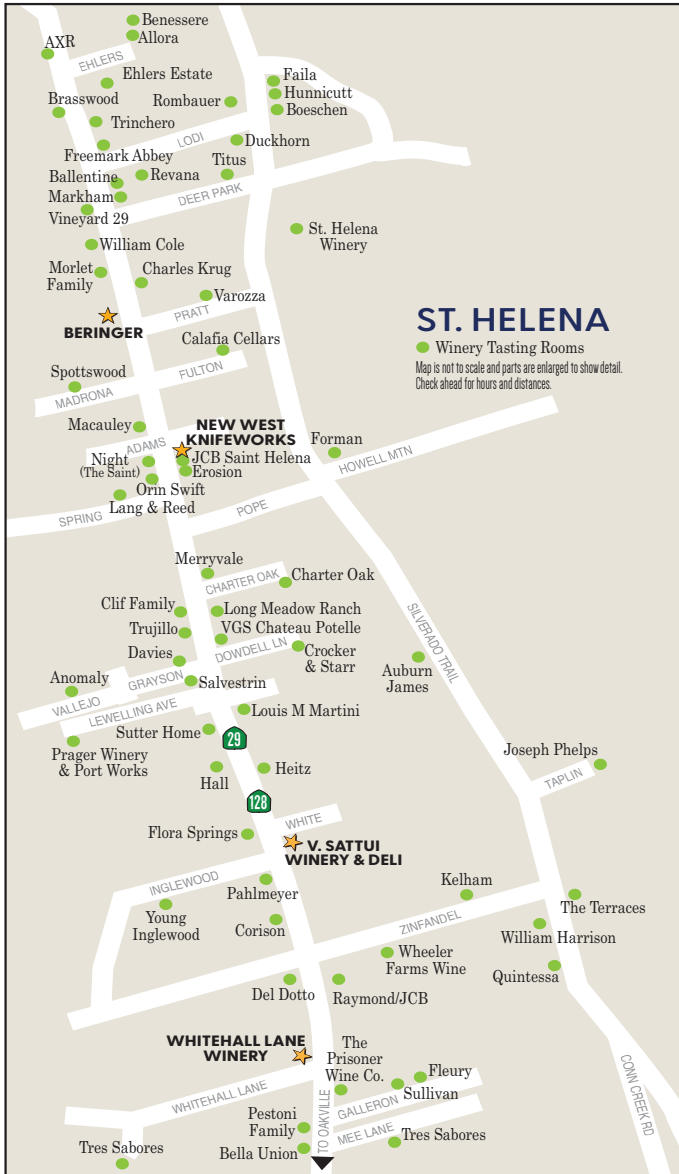 Benessere
Allora
AXR
EHLERS
Ehlers Estate
Faila
Hunnicutt
Boeschen
Brasswood
Rombauer
Trinchero
LODI
Duckhorn
Freemark Abbey
Titus
Ballentine
Revana
Markham
DEER PARK
Vineyard 29
St. Helena
Winery
William Cole
Morlet
Family
Charles Krug
Varozza
BERINGER
PRATT
ST. HELENA
Winery Tasting Rooms
Map is not to scale and parts are enlarged to show detail.
Check ahead for hours and distances.
Calafia Cellars
Spottswood
FULTON
MADRONA
Macauley
NEW WEST
KNIFEWORKS
ADAMS
Forman
HOWELL MTN
Night
(The Saint)
JCB Saint Helena
Erosion
Orin Swift
Lang & Reed
SPRING
POPE
Merryvale
CHARTER OAK
Charter Oak
Clif Family
Long Meadow Ranch
SILVERADO TRAIL
Trujillo
VGS Chateau Potelle
Davies
DOWDELL LN
Crocker
& Starr
Auburn
James
Anomaly
GRAYSON
Salvestrin
VALLEJO
LEWELLING AVE
Louis M Martini
Sutter Home
29
Prager Winery
& Port Works
Joseph Phelps
TAPLIN
Hall
Heitz
128
WHITE
Flora Springs
V. SATTUI
WINERY & DELI
INGLEWOOD
Pahlmeyer
Kelham
Young
Inglewood
The Terraces
Corison
ZINFANDEL
William Harrison
Wheeler
Farms Wine
Quintessa
Del Dotto
Raymond/JCB
WHITEHALL LANE
WINERY
The
Prisoner
Wine Co.
Fleury
Sullivan
WHITEHALL LANE
GALLERON
CONN CREEK RD
Pestoni
Family
TO OAKVILLE
MEE LANE
Tres Sabores
Bella Union
Tres Sabores